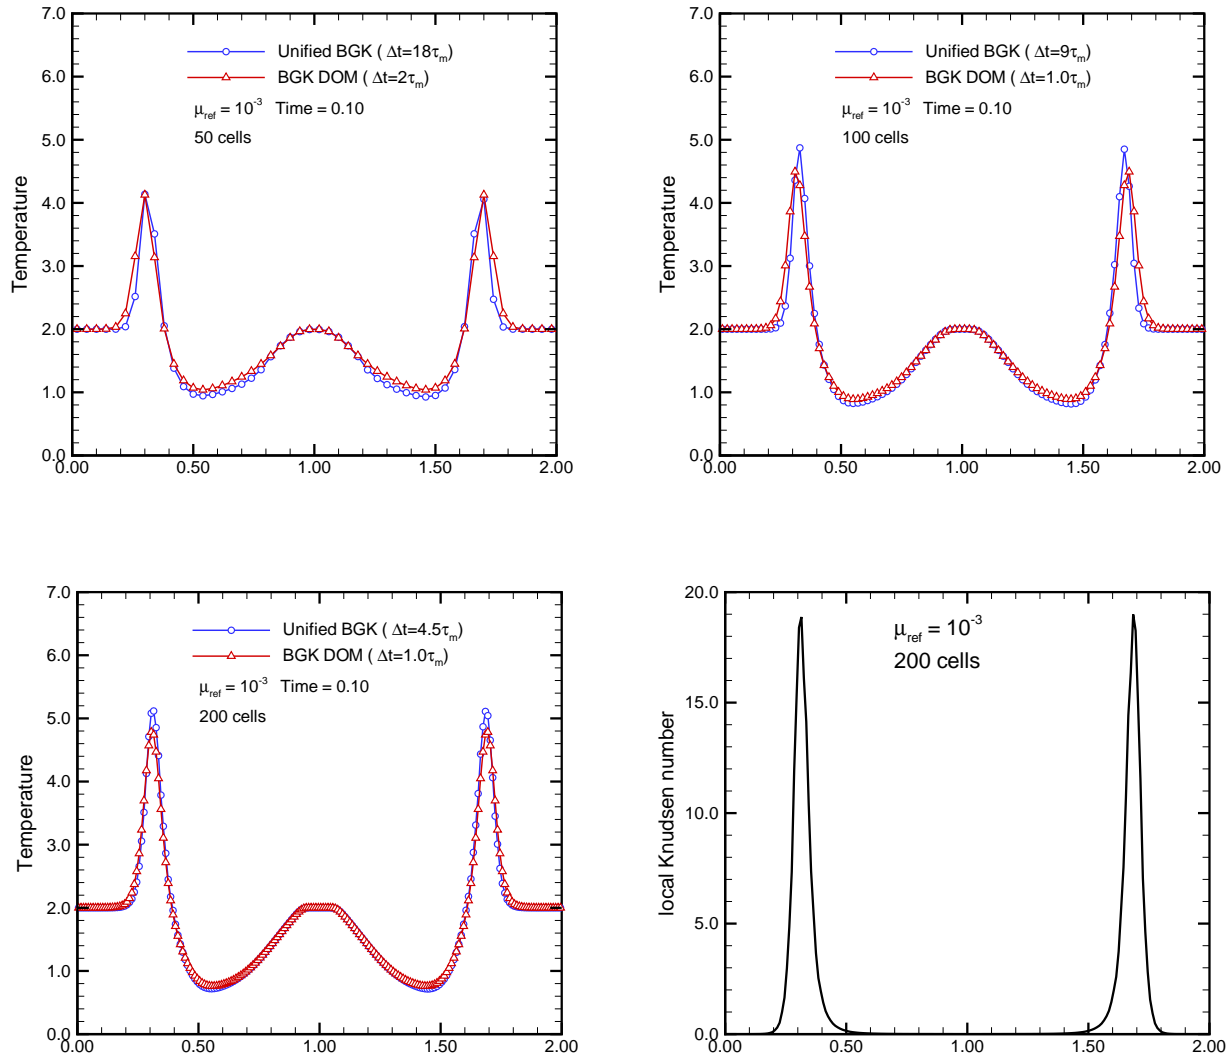 7.0
6.0
5.0
4.0
3.0
2.0
1.0
0.0
Temperature
Unified BGK ( Δt=18τm)
BGK DOM ( Δt=2τm)
μref = 10-3 Time = 0.10
50 cells
0.00 0.50 1.00 1.50 2.00
7.0
6.0
5.0
4.0
3.0
2.0
1.0
0.0
Temperature
Unified BGK ( Δt=9τm)
BGK DOM ( Δt=1.0τm)
μref = 10-3 Time = 0.10
100 cells
0.00 0.50 1.00 1.50 2.00
7.0
6.0
5.0
4.0
3.0
2.0
1.0
0.0
Temperature
Unified BGK ( Δt=4.5τm)
BGK DOM ( Δt=1.0τm)
μref = 10-3 Time = 0.10
200 cells
0.00 0.50 1.00 1.50 2.00
20.0
15.0
10.0
5.0
0.0
local Knudsen number
μref = 10-3
200 cells
0.00 0.50 1.00 1.50 2.00